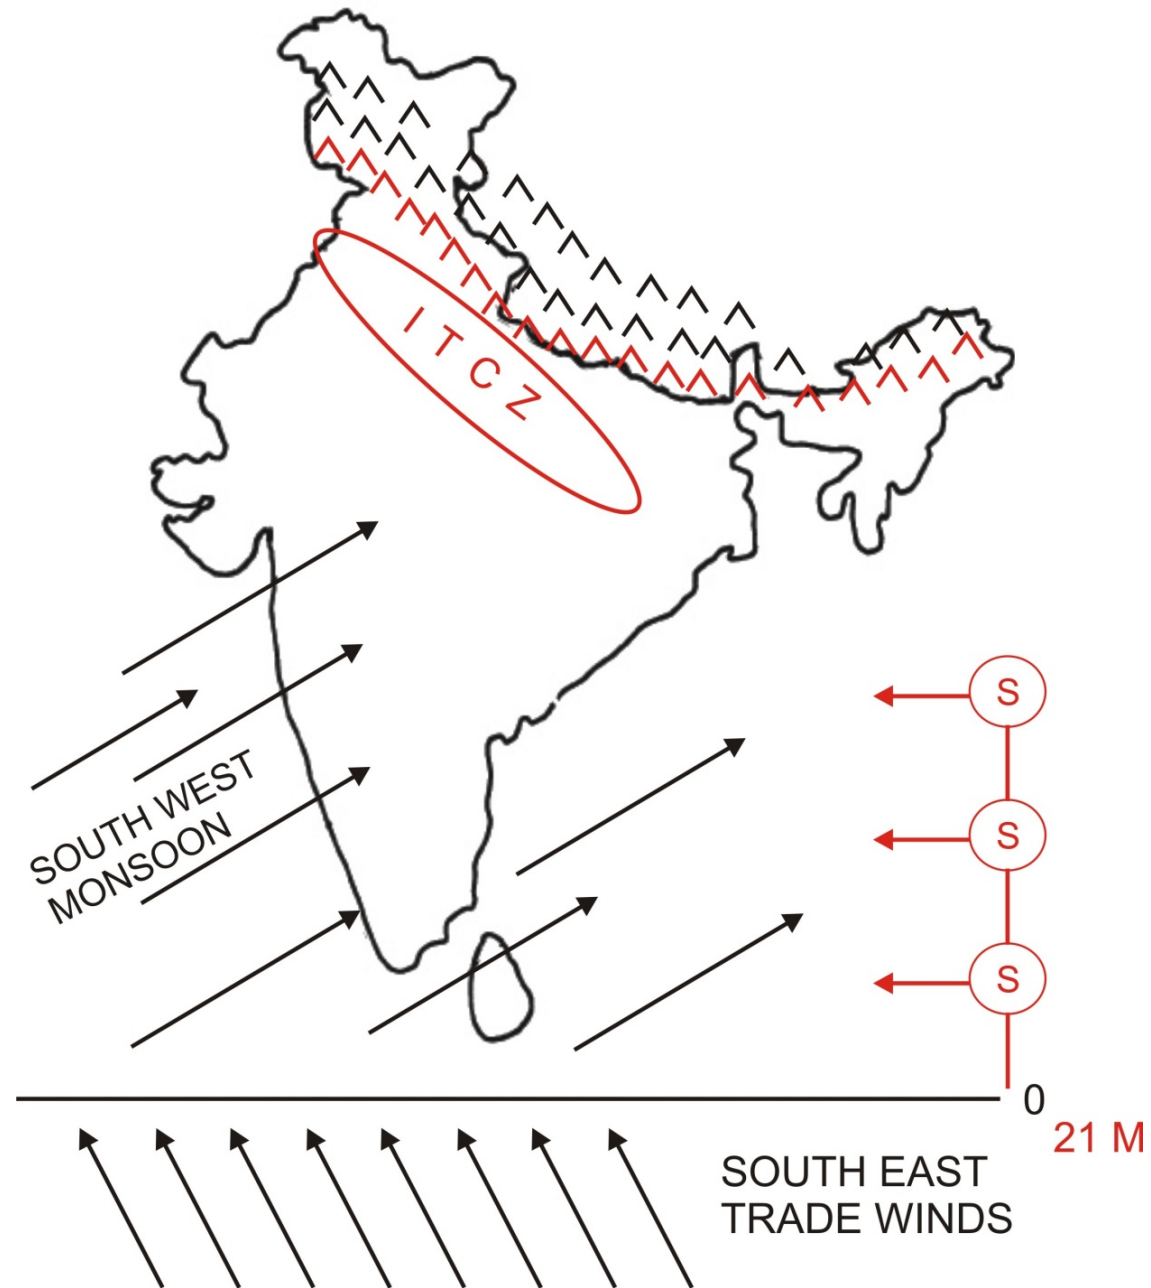 I T C Z
S
SOUTH WEST
MONSOON
S
S
0
21 M
SOUTH EAST
TRADE WINDS